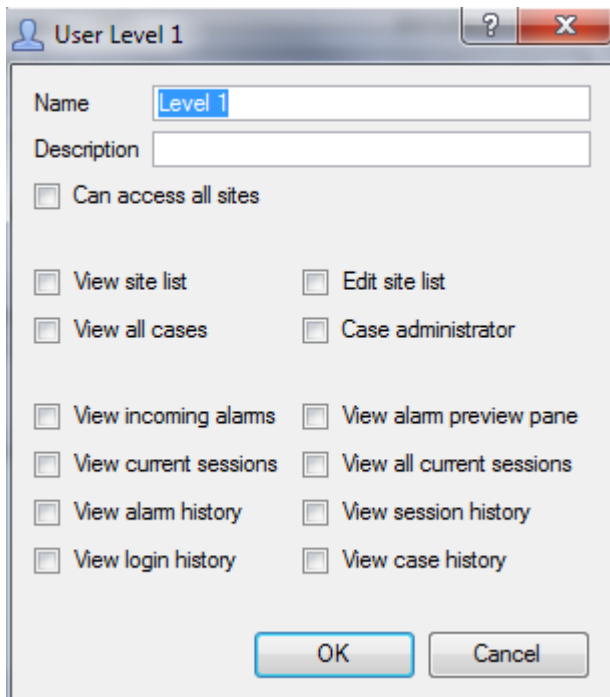 User Level 1
?
Name Level 1
Description
Can access all sites
View site list Edit site list
View all cases Case administrator
View incoming alarms View alarm preview pane
View current sessions View all current sessions
View alarm history View session history
View login history View case history
OK Cancel